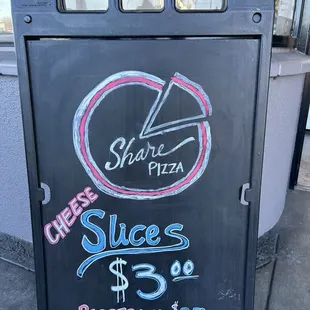 Share
PIZZA
CHEESE
Slices
$3.00